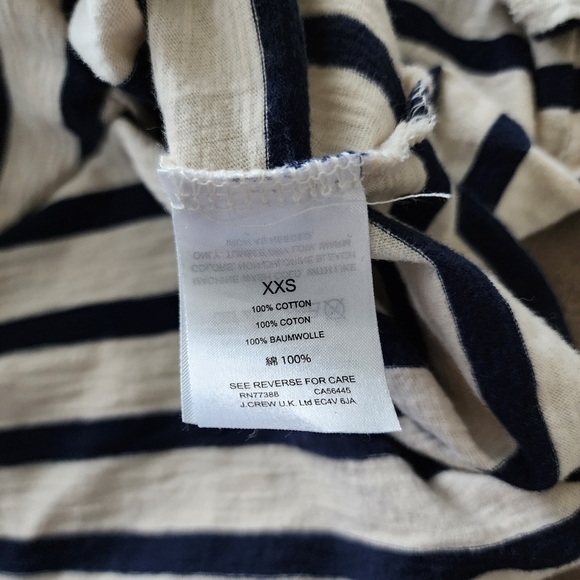 XXS
100% COTTON
100% COTON
100% BAUMWOLLE
綿 100%
SEE REVERSE FOR CARE
RN77388 CA56445
J.CREW U.K. Ltd EC4V 6JA